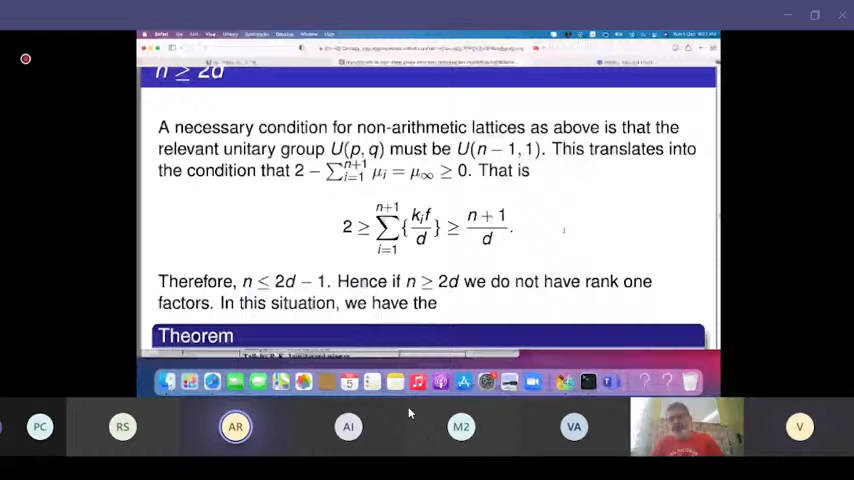 n ≥ 2d
A necessary condition for non-arithmetic lattices as above is that the
relevant unitary group U(p, q) must be U(n − 1, 1). This translates into
the condition that 2 − ∑_{i=1}^{n+1} μ_i = μ_∞ ≥ 0. That is
2 ≥ ∑_{i=1}^{n+1} {k_i f / d} ≥ (n + 1) / d.
Therefore, n ≤ 2d − 1. Hence if n ≥ 2d we do not have rank one
factors. In this situation, we have the
Theorem
5
PC RS AR AI M2 VA V